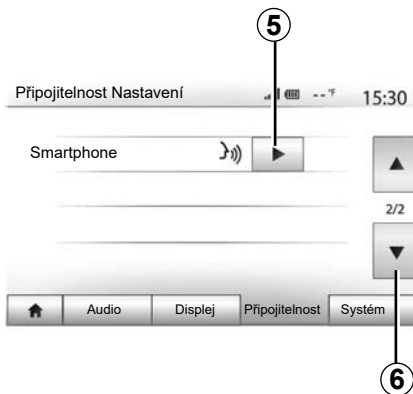 5
Připojitelnost Nastavení -- °F 15:30
Smartphone
2/2
Audio Displej Připojitelnost Systém
6